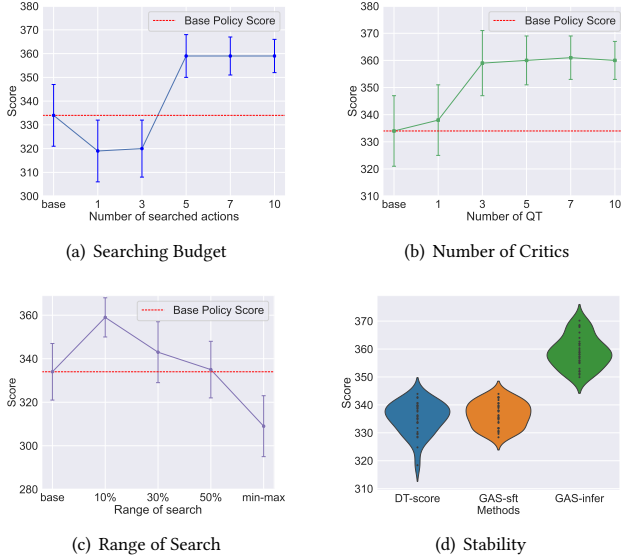 360
350
340
330
320
310
300
Score
Base Policy Score
base 1 3 5 7 10
Number of searched actions
(a) Searching Budget
380
370
360
350
340
330
320
310
Score
Base Policy Score
base 1 3 5 7 10
Number of QT
(b) Number of Critics
360
340
320
300
280
Score
Base Policy Score
base 10% 30% 50% min-max
Range of search
(c) Range of Search
370
360
350
340
330
320
310
Score
DT-score GAS-sft GAS-infer
Methods
(d) Stability